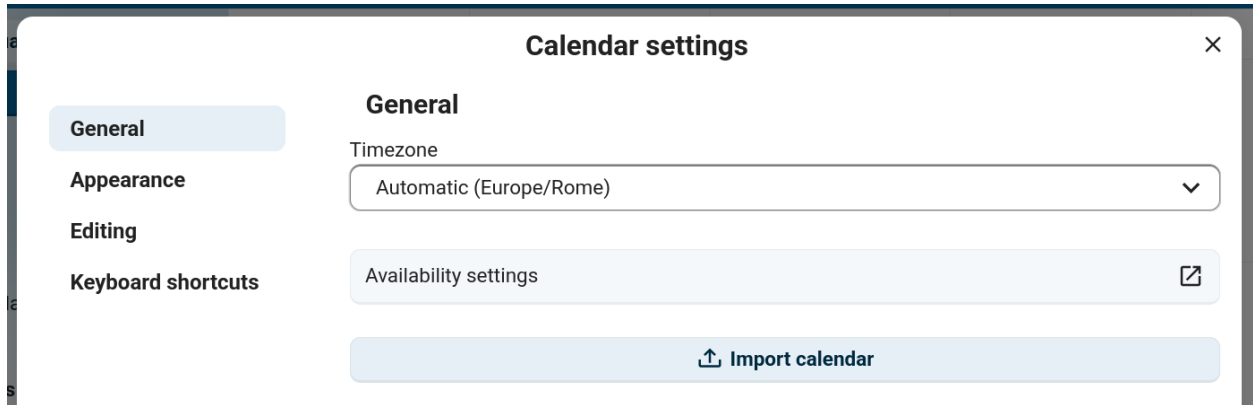 Calendar settings
General
General
Timezone
Appearance
Automatic (Europe/Rome)
Editing
Availability settings
Keyboard shortcuts
Import calendar